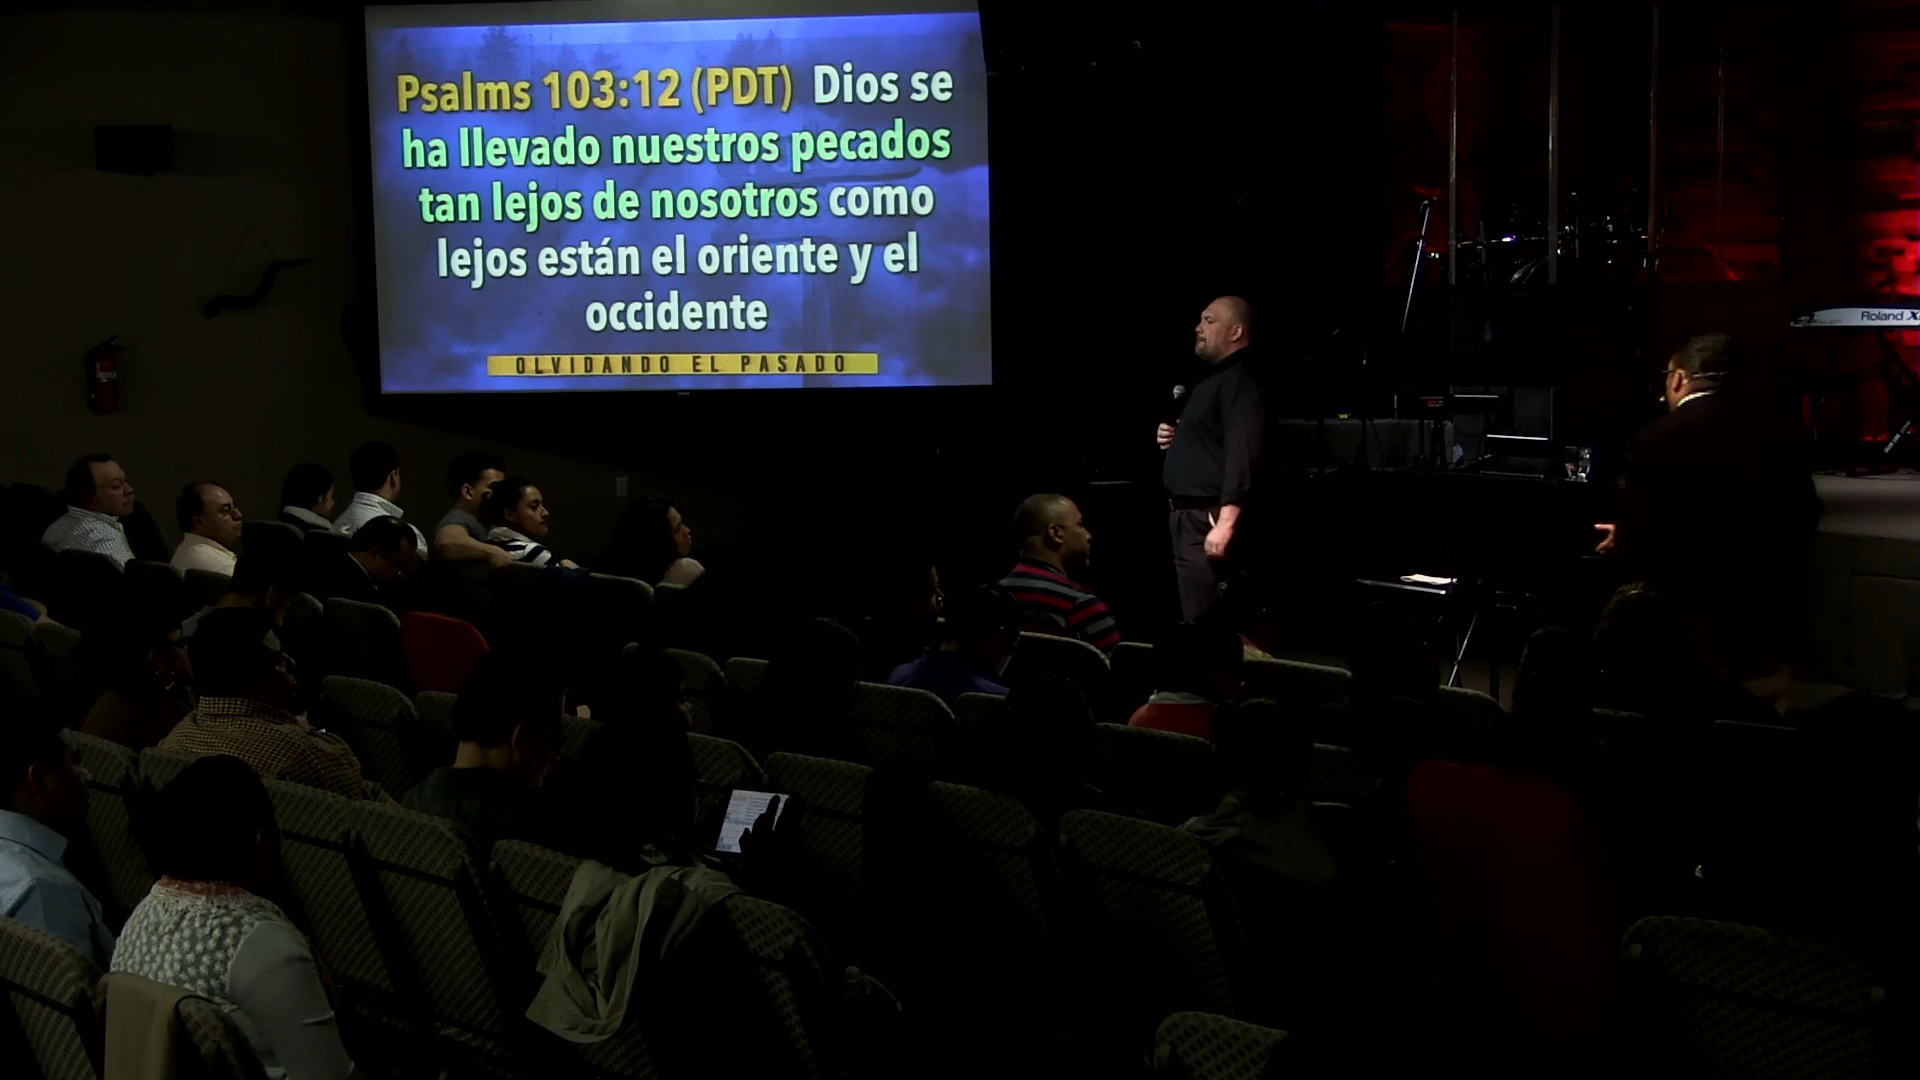 Psalms 103:12 (PDT) Dios se
ha llevado nuestros pecados
tan lejos de nosotros como
lejos están el oriente y el
occidente
OLVIDANDO EL PASADO
Roland